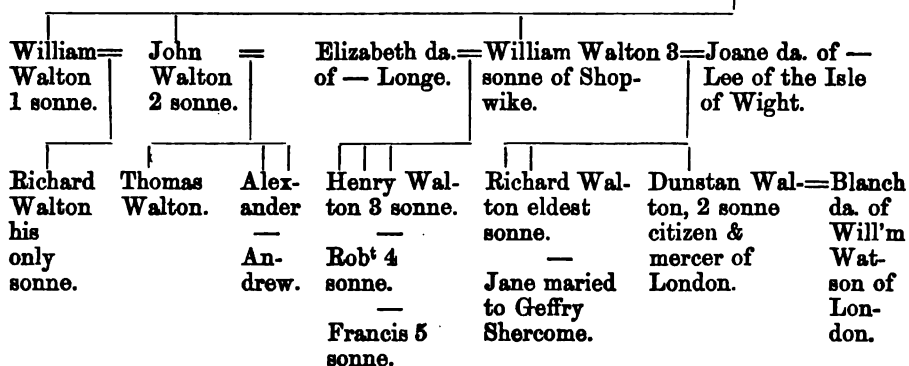 William=
Walton
1 sonne.
John =
Walton
2 sonne.
Elizabeth da.=William Walton 3=Joane da. of —
of — Longe.
sonne of Shop-
wike.
Lee of the Isle
of Wight.
Richard
Walton
his
only
sonne.
Thomas
Walton.
Alex-
ander
—
An-
drew.
Henry Wal-
ton 3 sonne.
—
Robᵗ 4
sonne.
—
Francis 5
sonne.
Richard Wal-
ton eldest
sonne.
—
Jane maried
to Geffry
Shercome.
Dunstan Wal-=Blanch
ton, 2 sonne
citizen &
mercer of
London.
da. of
Will'm
Wat-
son of
Lon-
don.